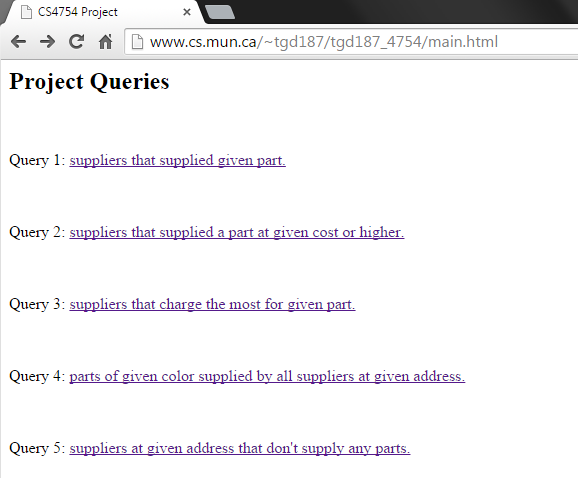 CS4754 Project
www.cs.mun.ca/~tgd187/tgd187_4754/main.html
Project Queries
Query 1: suppliers that supplied given part.
Query 2: suppliers that supplied a part at given cost or higher.
Query 3: suppliers that charge the most for given part.
Query 4: parts of given color supplied by all suppliers at given address.
Query 5: suppliers at given address that don't supply any parts.